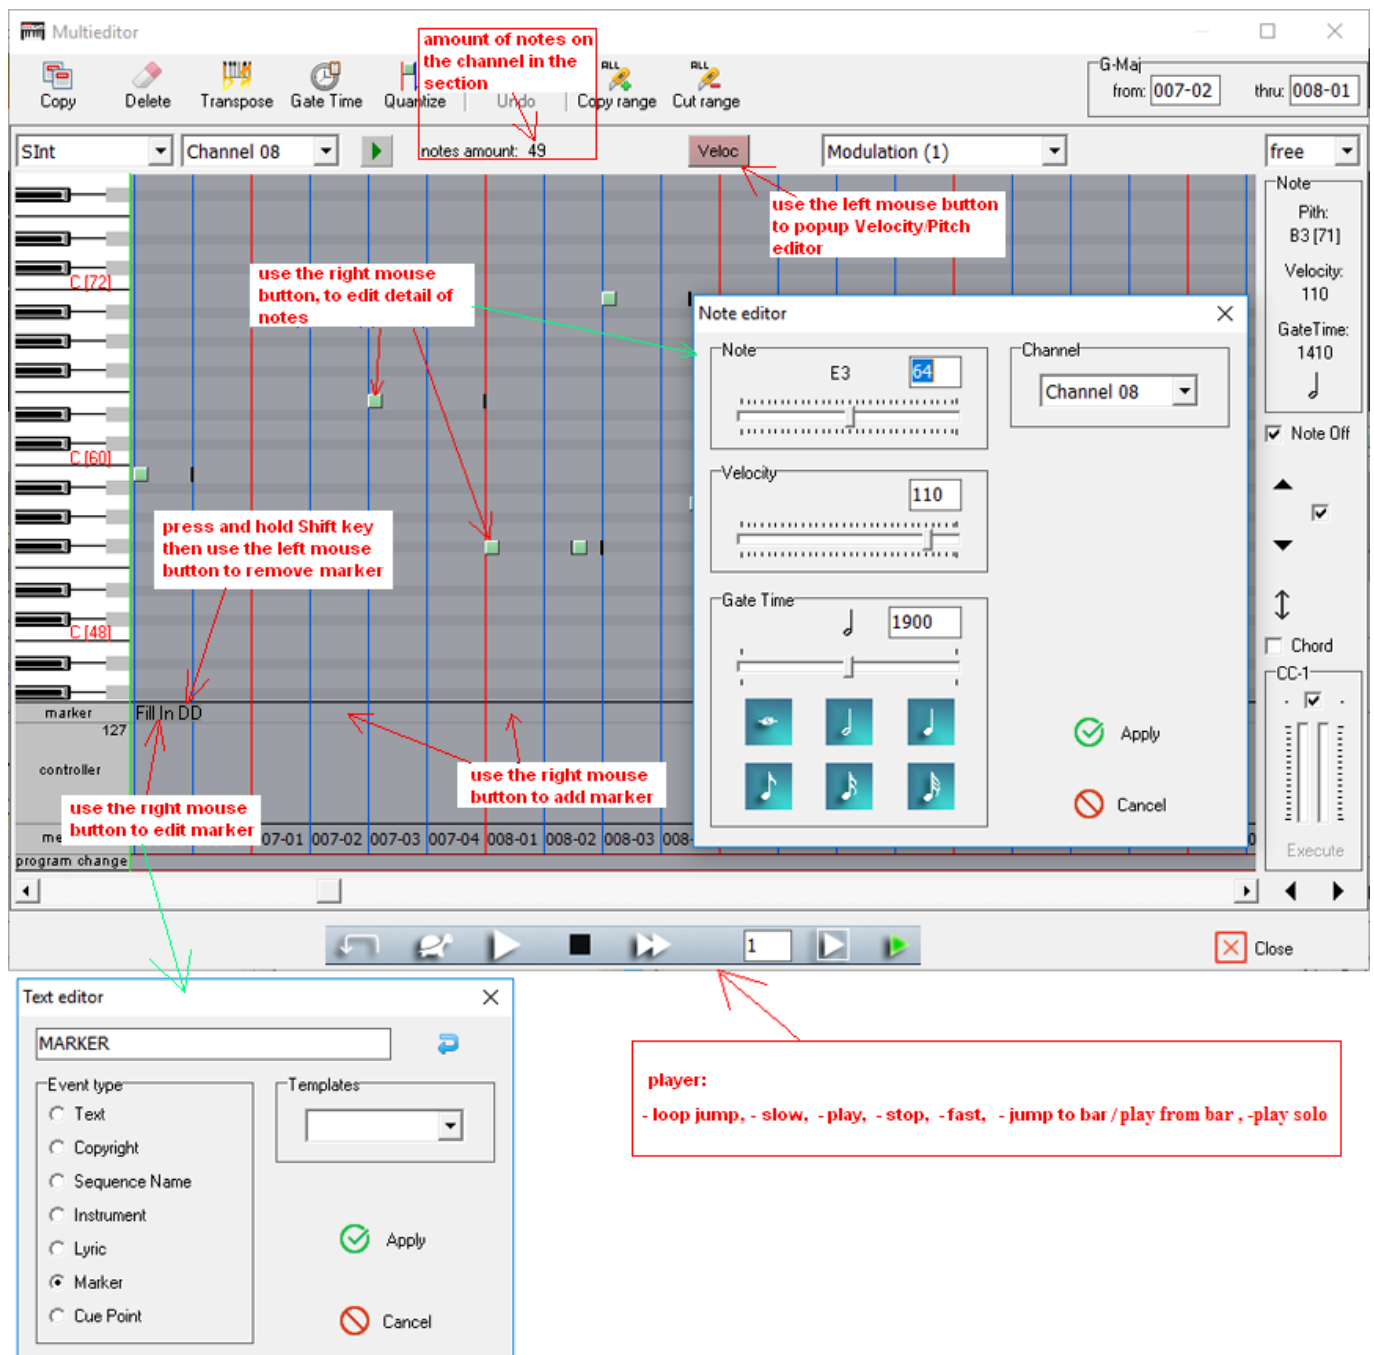 Multieditor
amount of notes on
the channel in the
section
Copy
Delete
Transpose
Gate Time
Quantize
Undo
ALL
Copy range
ALL
Cut range
G-Maj
from: 007-02
thru: 008-01
SInt
Channel 08
notes amount: 49
Veloc
Modulation (1)
free
use the left mouse button
to popup Velocity/Pitch
editor
Note
Pith:
B3 [71]
Velocity:
110
GateTime:
1410
Note Off
Chord
CC-1
Execute
C [72]
C [60]
C [48]
use the right mouse
button, to edit detail of
notes
press and hold Shift key
then use the left mouse
button to remove marker
Note editor
Note
E3 64
Channel
Channel 08
Velocity
110
Gate Time
1900
Apply
Cancel
marker
Fill In DD
127
controller
use the right mouse
button to add marker
use the right mouse
button to edit marker
me
07-01 007-02 007-03 007-04 008-01 008-02 008-03 008-
program change
1
Close
Text editor
MARKER
Event type
Text
Copyright
Sequence Name
Instrument
Lyric
Marker
Cue Point
Templates
Apply
Cancel
player:
- loop jump, - slow, - play, - stop, - fast, - jump to bar / play from bar , -play solo